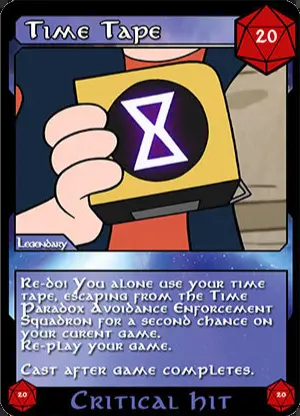 Time Tape
20
Legendary
Re-do! You alone use your time
tape, escaping from the Time
Paradox Avoidance Enforcement
Squadron for a second chance on
your curent game.
Re-play your game.
Cast after game completes.
20
Critical Hit
20